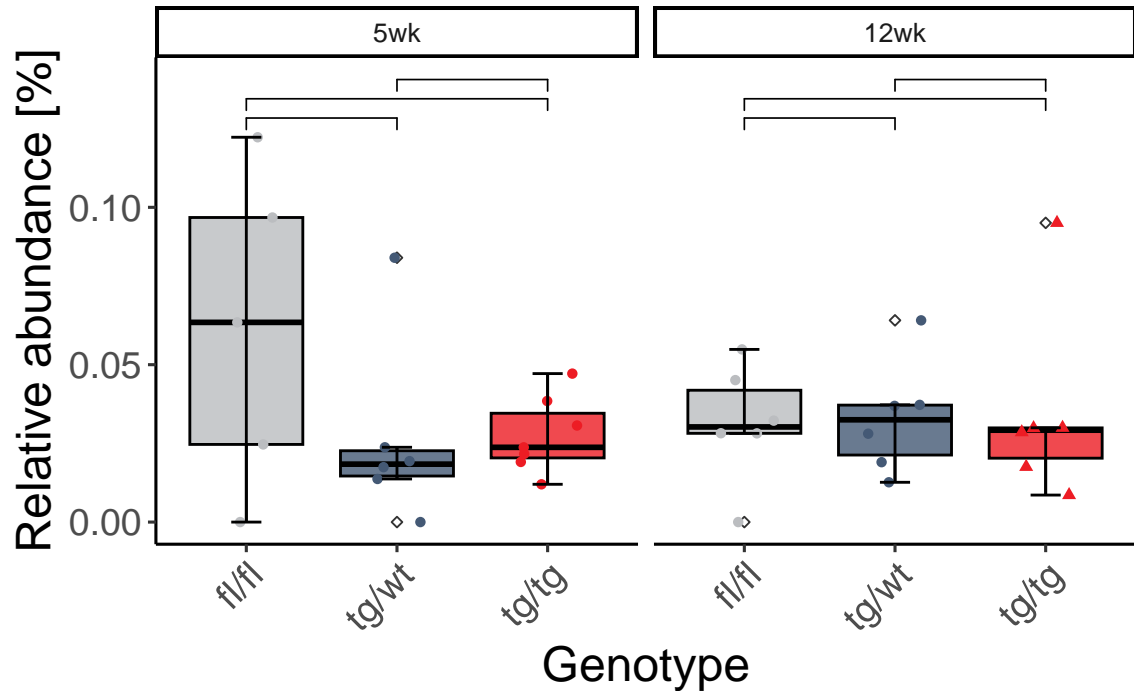 5wk
12wk
Relative abundance [%]
0.10
0.05
0.00
fl/fl
tg/wt
tg/tg
fl/fl
tg/wt
tg/tg
Genotype